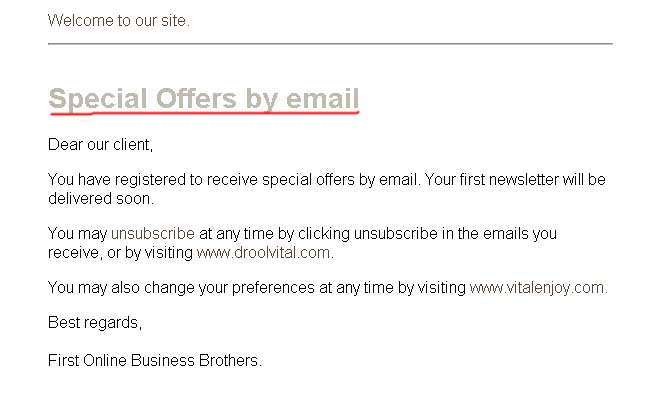 Welcome to our site.
Special Offers by email
Dear our client,
You have registered to receive special offers by email. Your first newsletter will be
delivered soon.
You may unsubscribe at any time by clicking unsubscribe in the emails you
receive, or by visiting www.droolvital.com.
You may also change your preferences at any time by visiting www.vitalenjoy.com.
Best regards,
First Online Business Brothers.